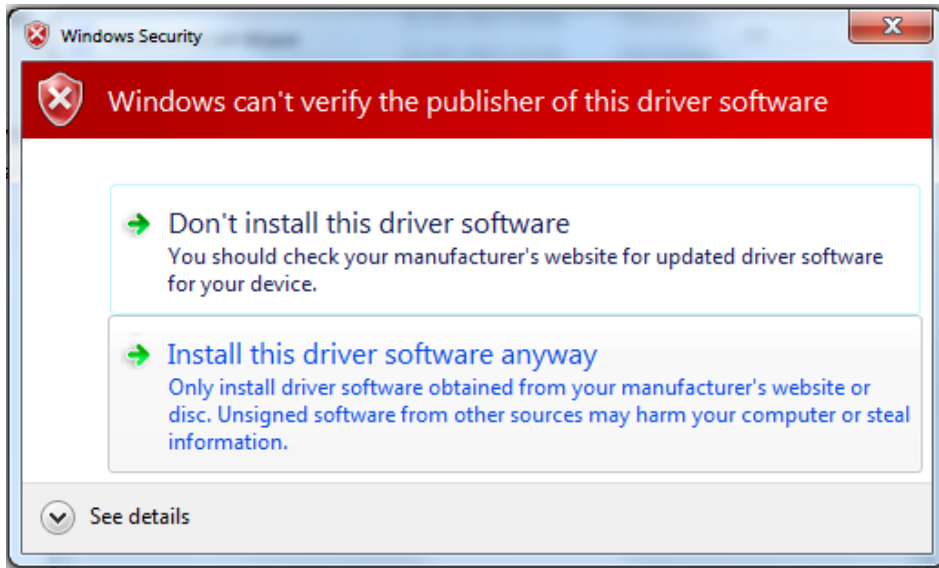 Windows Security
Windows can't verify the publisher of this driver software
Don't install this driver software
You should check your manufacturer's website for updated driver software
for your device.
Install this driver software anyway
Only install driver software obtained from your manufacturer's website or
disc. Unsigned software from other sources may harm your computer or steal
information.
See details